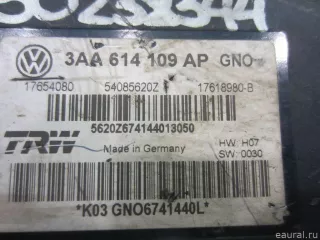 3AA 614 109 AP GNO
17654080 54085620Z 17618980-B
5620Z674144013050
TRW Made in Germany HW: H07
SW: 0030
*K03 GNO6741440L*
eaural.ru